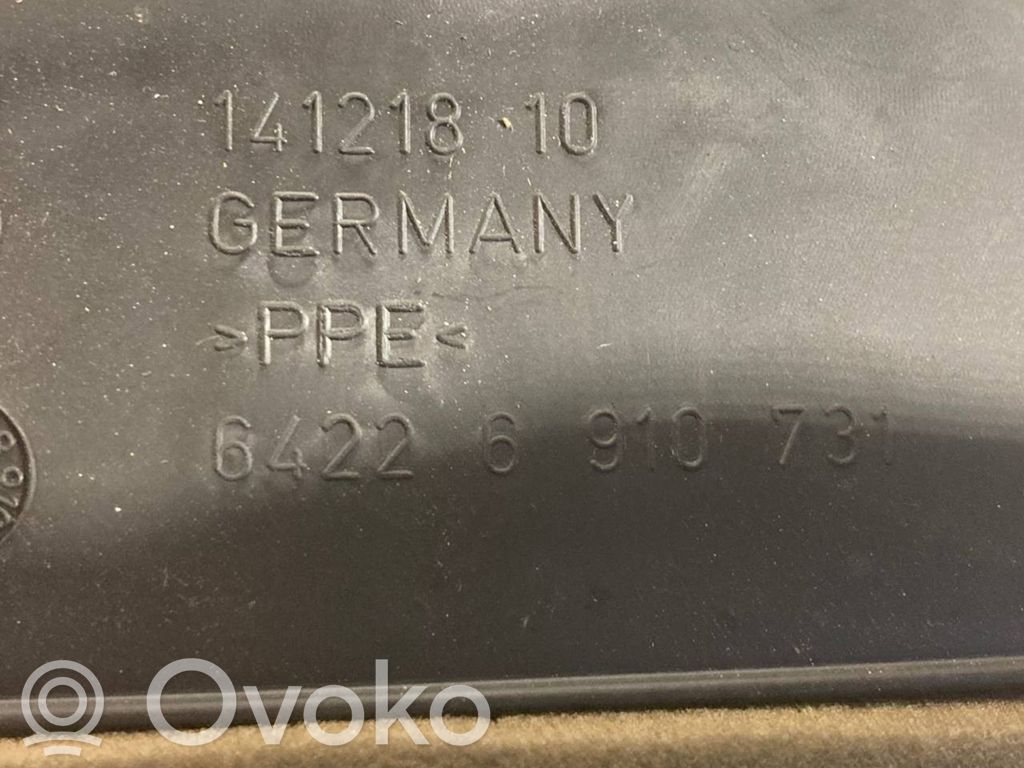 141218 10
GERMANY
>PPE<
6422 6 910 731
© Ovoko